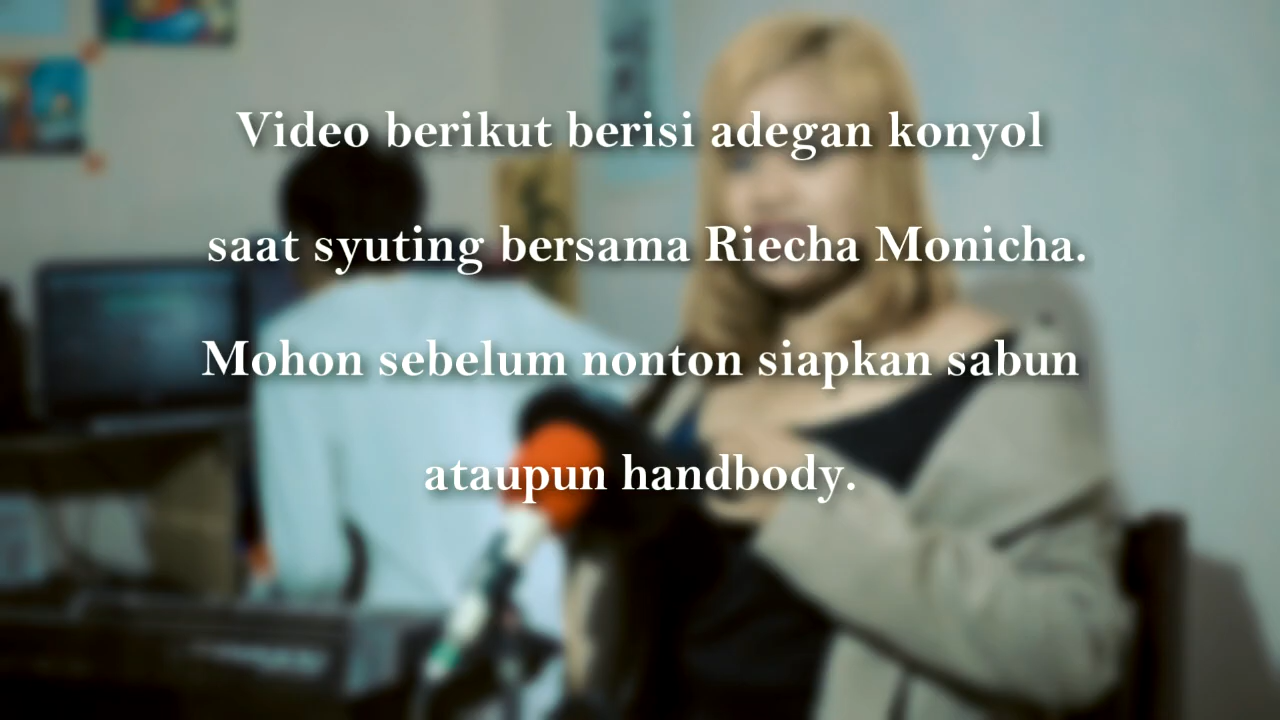 Video berikut berisi adegan konyol
saat syuting bersama Riecha Monicha.
Mohon sebelum nonton siapkan sabun
ataupun handbody.